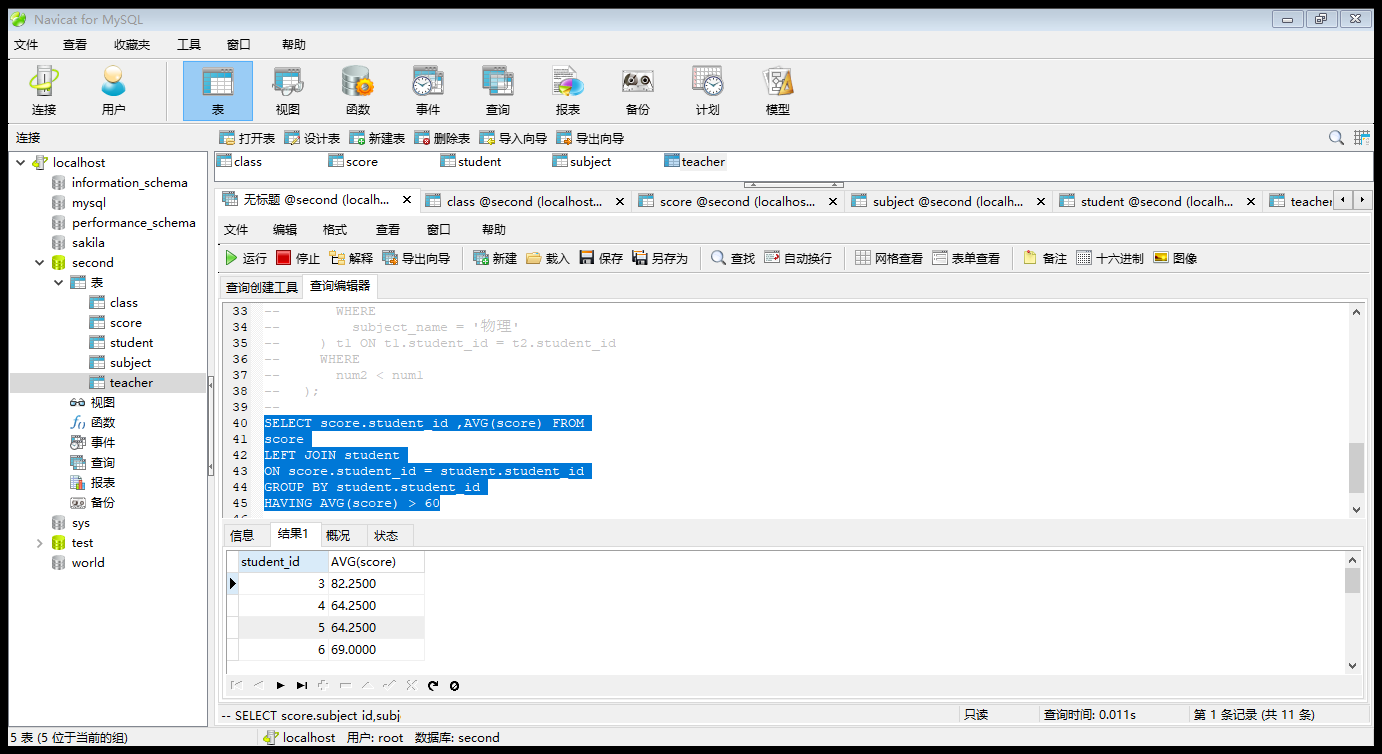 Navicat for MySQL
文件 查看 收藏夹 工具 窗口 帮助
连接 用户 表 视图 函数 事件 查询 报表 备份 计划 模型
连接 打开表 设计表 新建表 删除表 导入向导 导出向导
localhost
information_schema
mysql
performance_schema
sakila
second
表
class
score
student
subject
teacher
视图
函数
事件
查询
报表
备份
sys
test
world
class score student subject teacher
无标题 @second (localh... class @second (localhost... score @second (localhos... subject @second (localh... student @second (localh... teacher
文件 编辑 格式 查看 窗口 帮助
运行 停止 解释 导出向导 新建 载入 保存 另存为 查找 自动换行 网格查看 表单查看 备注 十六进制 图像
查询创建工具 查询编辑器
33 -- WHERE
34 -- subject_name = '物理'
35 -- ) t1 ON t1.student_id = t2.student_id
36 -- WHERE
37 -- num2 < num1
38 -- );
39 --
40 SELECT score.student_id ,AVG(score) FROM
41 score
42 LEFT JOIN student
43 ON score.student_id = student.student_id
44 GROUP BY student.student_id
45 HAVING AVG(score) > 60
信息 结果1 概况 状态
student_id AVG(score)
3 82.2500
4 64.2500
5 64.2500
6 69.0000
-- SELECT score.subject id,subj 只读 查询时间: 0.011s 第 1 条记录 (共 11 条)
5 表 (5 位于当前的组) localhost 用户: root 数据库: second